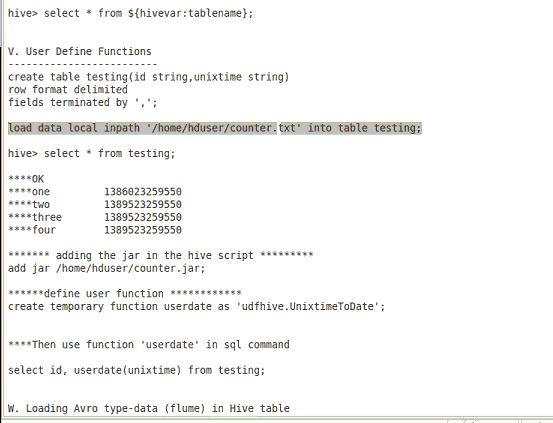 hive> select * from ${hivevar:tablename};
V. User Define Functions
------------------------
create table testing(id string,unixtime string)
row format delimited
fields terminated by ',';
load data local inpath '/home/hduser/counter.txt' into table testing;
hive> select * from testing;
****OK
****one 1386023259550
****two 1389523259550
****three 1389523259550
****four 1389523259550
******* adding the jar in the hive script *********
add jar /home/hduser/counter.jar;
******define user function ************
create temporary function userdate as 'udfhive.UnixtimeToDate';
****Then use function 'userdate' in sql command
select id, userdate(unixtime) from testing;
W. Loading Avro type-data (flume) in Hive table